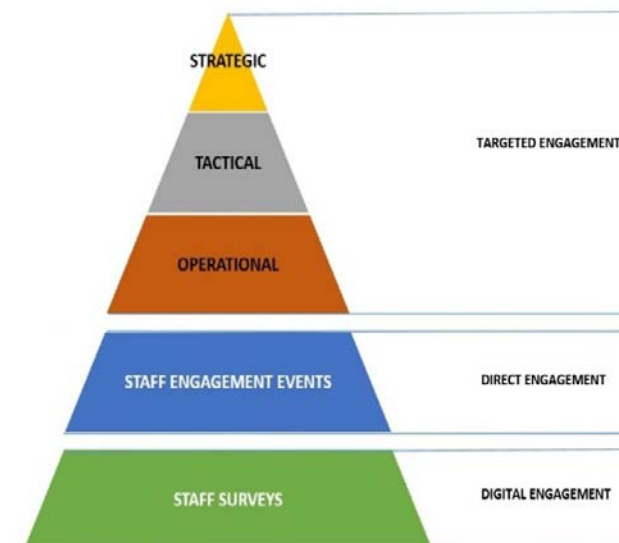 STRATEGIC
TACTICAL
TARGETED ENGAGEMENT
OPERATIONAL
STAFF ENGAGEMENT EVENTS
DIRECT ENGAGEMENT
STAFF SURVEYS
DIGITAL ENGAGEMENT